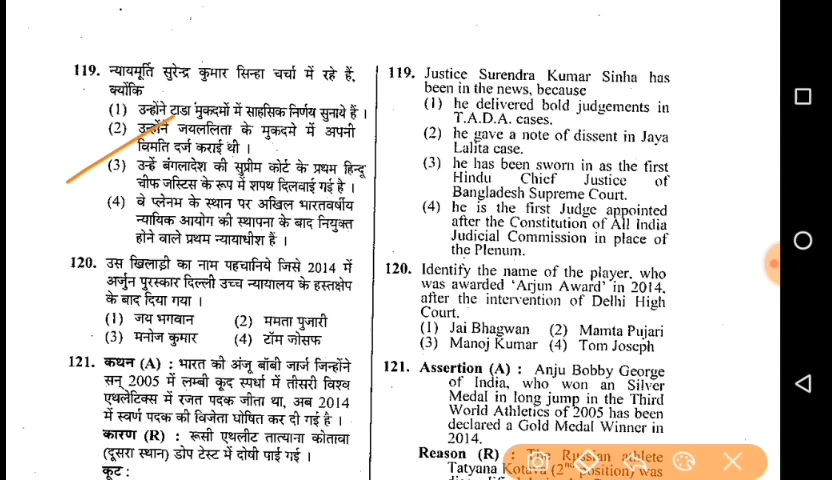 119. न्यायमूर्ति सुरेन्द्र कुमार सिन्हा चर्चा में रहे हैं,
क्योंकि
(1) उन्होंने टाडा मुकदमों में साहसिक निर्णय सुनाये हैं ।
(2) उन्होंने जयललिता के मुकदमे में अपनी
विमति दर्ज कराई थी ।
(3) उन्हें बंगलादेश की सुप्रीम कोर्ट के प्रथम हिन्दू
चीफ जस्टिस के रूप में शपथ दिलवाई गई है ।
(4) वे प्लेनम के स्थान पर अखिल भारतवर्षीय
न्यायिक आयोग की स्थापना के बाद नियुक्त
होने वाले प्रथम न्यायाधीश हैं ।
120. उस खिलाड़ी का नाम पहचानिये जिसे 2014 में
अर्जुन पुरस्कार दिल्ली उच्च न्यायालय के हस्तक्षेप
के बाद दिया गया ।
(1) जय भगवान (2) ममता पुजारी
(3) मनोज कुमार (4) टॉम जोसफ
121. कथन (A) : भारत की अंजू बॉबी जार्ज जिन्होंने
सन् 2005 में लम्बी कूद स्पर्धा में तीसरी विश्व
एथलेटिक्स में रजत पदक जीता था, अब 2014
में स्वर्ण पदक की विजेता घोषित कर दी गई है ।
कारण (R) : रूसी एथलीट तात्याना कोतावा
(दूसरा स्थान) डोप टेस्ट में दोषी पाई गई ।
कूट :
119. Justice Surendra Kumar Sinha has
been in the news, because
(1) he delivered bold judgements in
T.A.D.A. cases.
(2) he gave a note of dissent in Jaya
Lalita case.
(3) he has been sworn in as the first
Hindu Chief Justice of
Bangladesh Supreme Court.
(4) he is the first Judge appointed
after the Constitution of All India
Judicial Commission in place of
the Plenum.
120. Identify the name of the player, who
was awarded ‘Arjun Award’ in 2014,
after the intervention of Delhi High
Court.
(1) Jai Bhagwan (2) Mamta Pujari
(3) Manoj Kumar (4) Tom Joseph
121. Assertion (A) : Anju Bobby George
of India, who won an Silver
Medal in long jump in the Third
World Athletics of 2005 has been
declared a Gold Medal Winner in
2014.
Reason (R) : The Russian athlete
Tatyana Kotava (2nd position) was